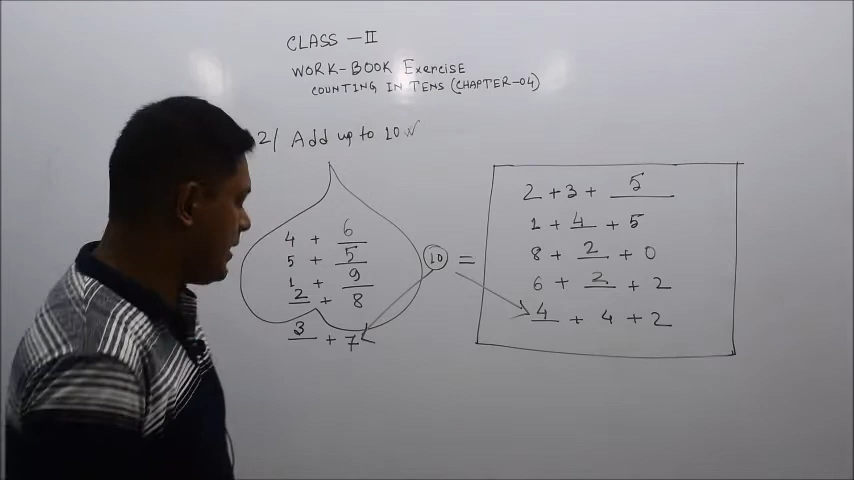 CLASS - II
WORK-BOOK Exercise
COUNTING IN TENS (CHAPTER-04)
2/ Add up to 10
4 + 6
5 + 5
1 + 9
2 + 8
3 + 7
10 =
2 + 3 + 5
1 + 4 + 5
8 + 2 + 0
6 + 2 + 2
4 + 4 + 2